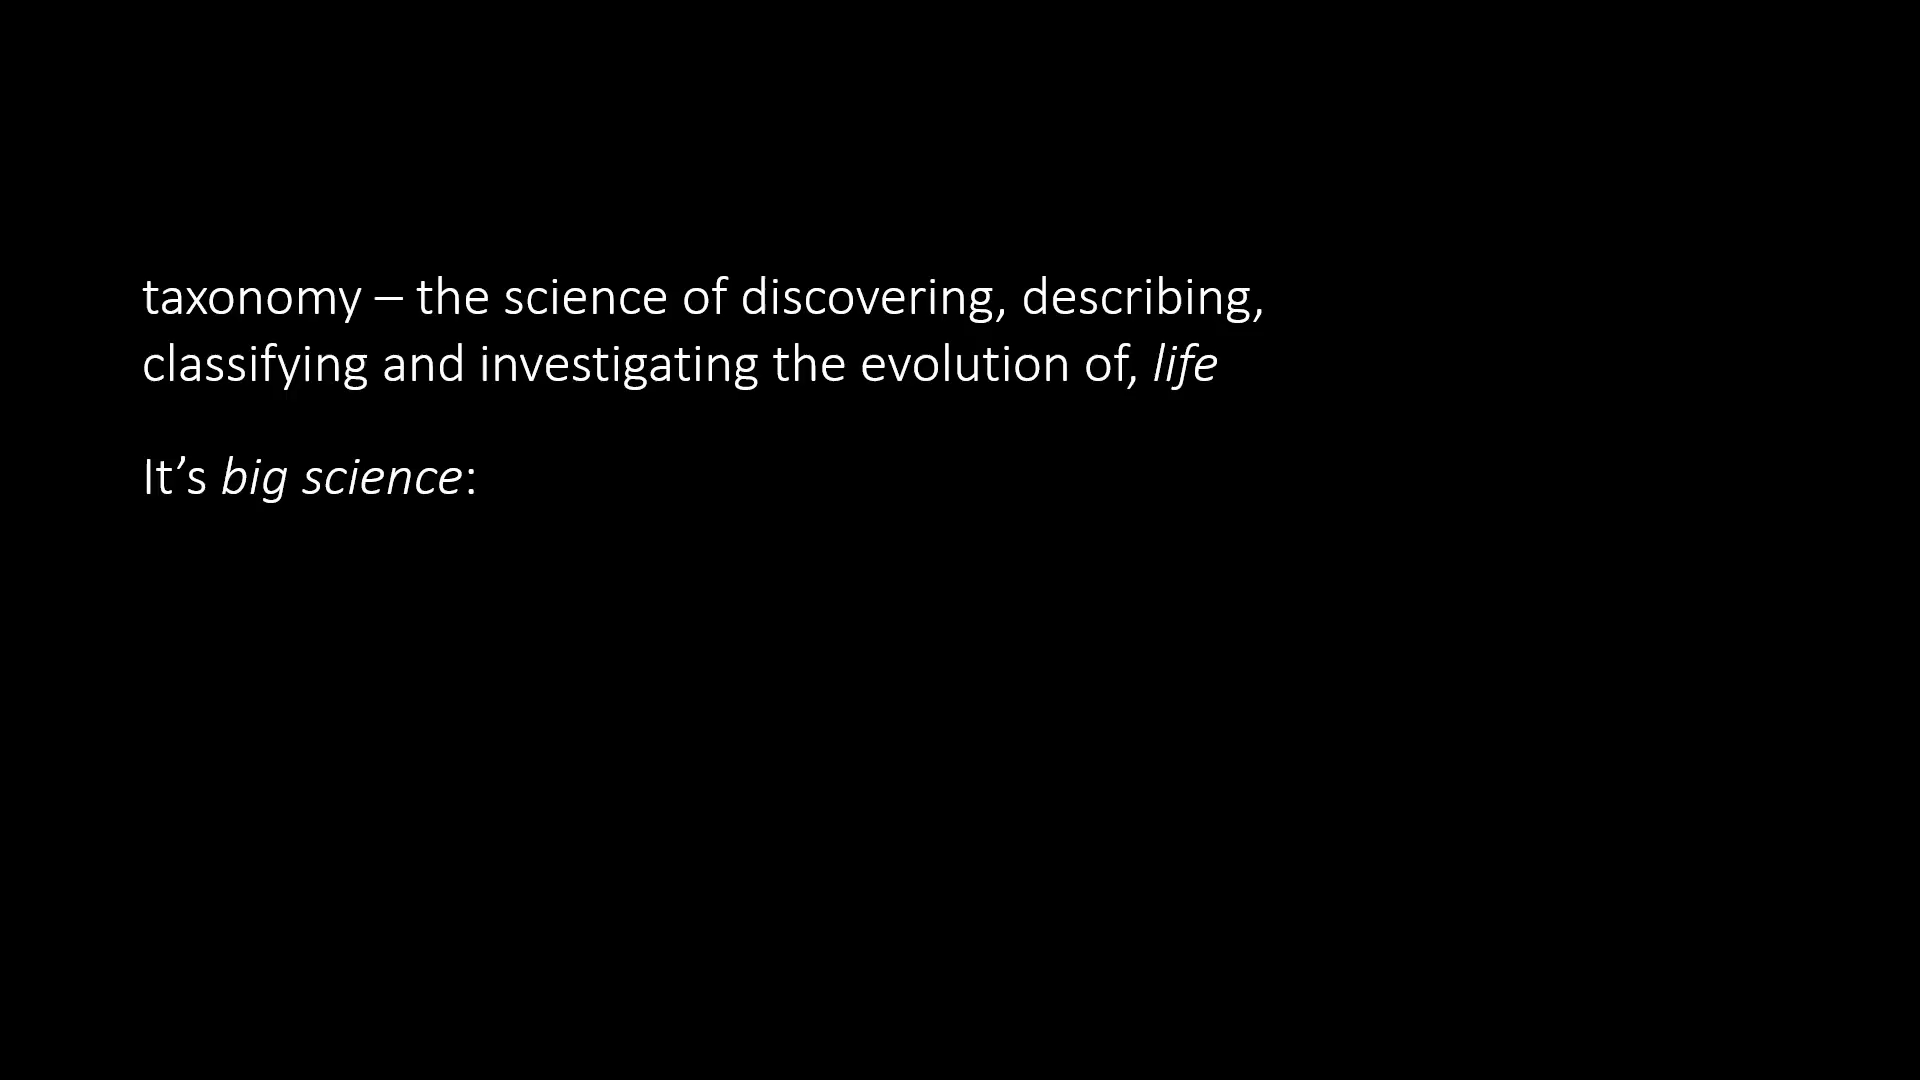 taxonomy – the science of discovering, describing,
classifying and investigating the evolution of, life
It’s big science: